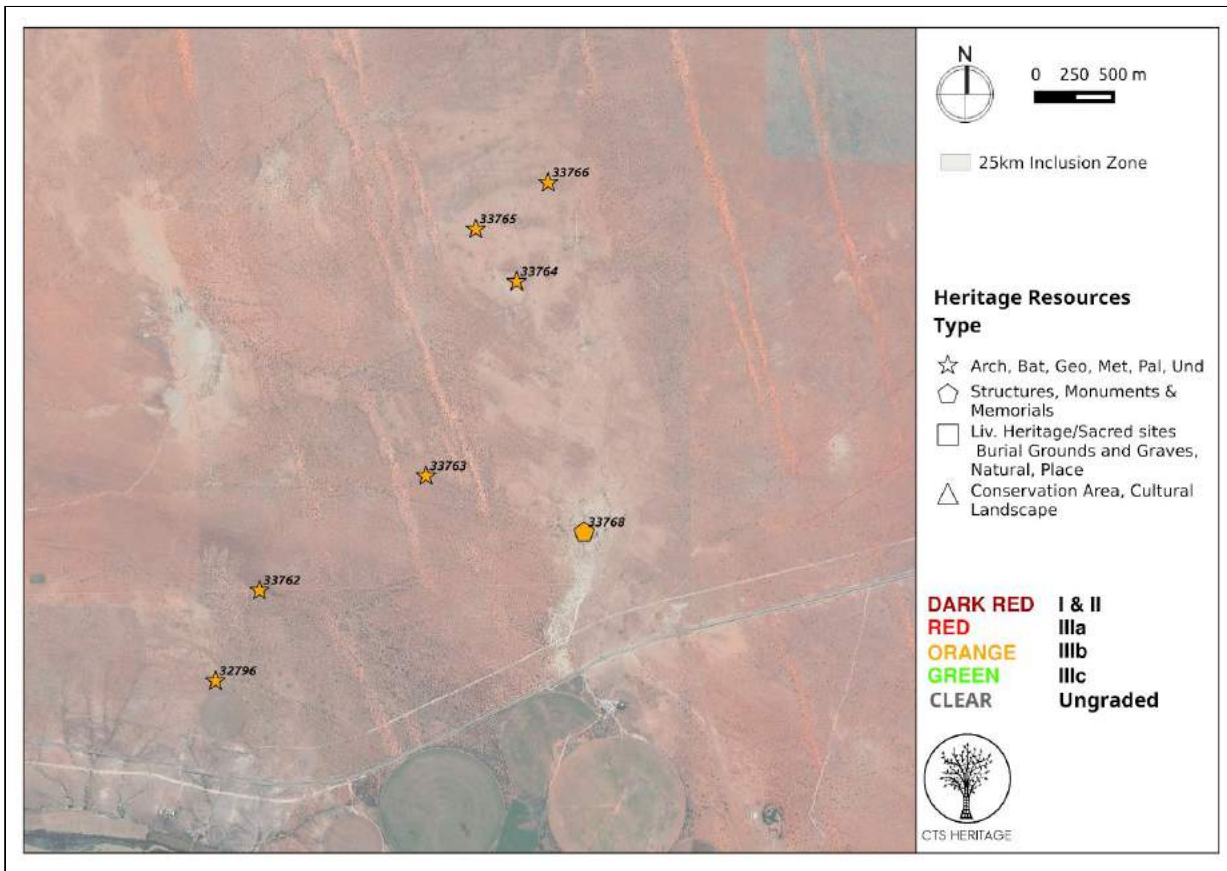 33766
33765
33764
33763
33768
33762
32796
N
0 250 500 m
25km Inclusion Zone
Heritage Resources
Type
Arch, Bat, Geo, Met, Pal, Und
Structures, Monuments &
Memorials
Liv. Heritage/Sacred sites
Burial Grounds and Graves,
Natural, Place
Conservation Area, Cultural
Landscape
DARK RED I & II
RED IIIa
ORANGE IIIb
GREEN IIIc
CLEAR Ungraded
CTS HERITAGE